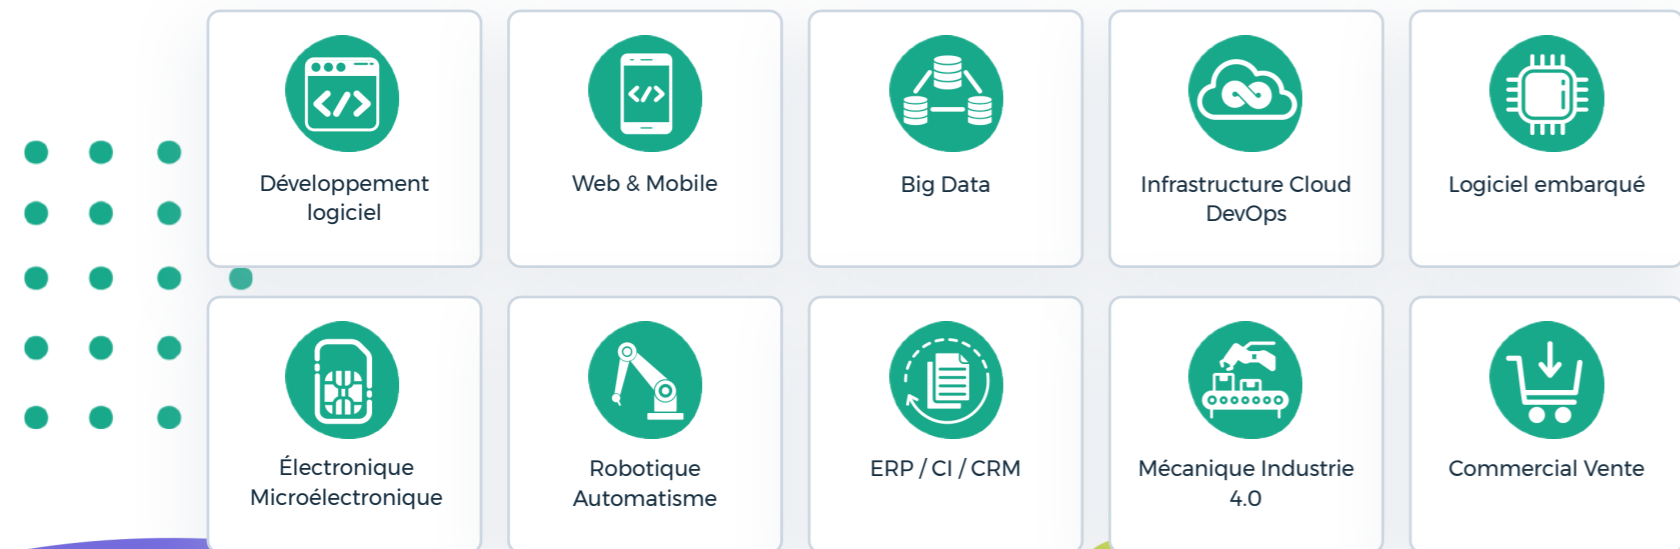 Développement
logiciel
Web & Mobile
Big Data
Infrastructure Cloud
DevOps
Logiciel embarqué
Électronique
Microélectronique
Robotique
Automatisme
ERP / CI / CRM
Mécanique Industrie
4.0
Commercial Vente